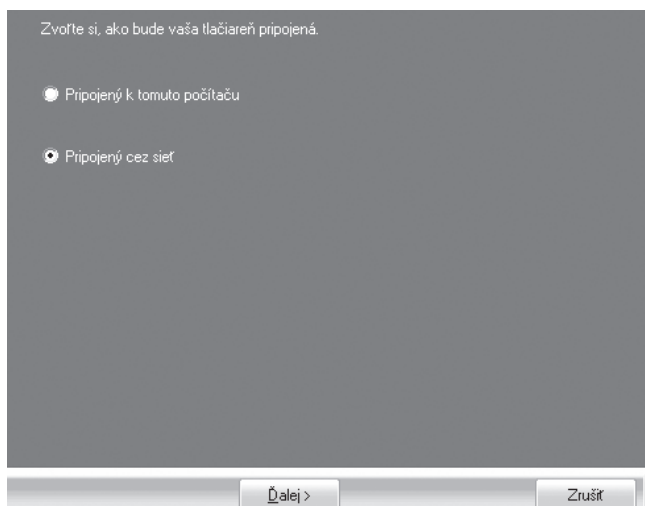 Zvoľte si, ako bude vaša tlačiareň pripojená.
Pripojený k tomuto počítaču
Pripojený cez sieť
Ďalej >
Zrušiť